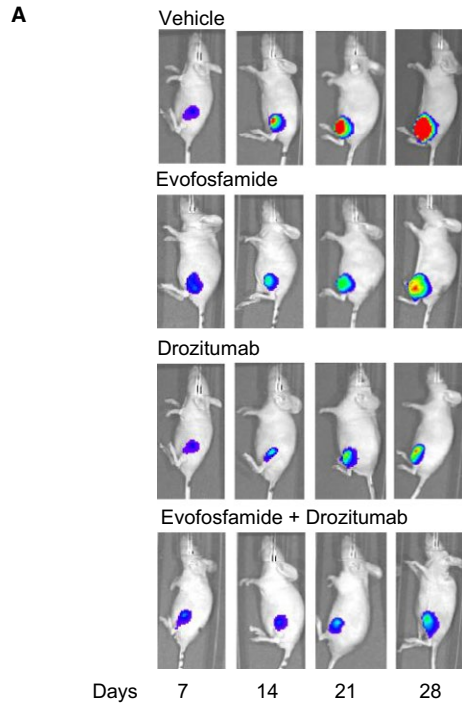 A
Vehicle
Evofosfamide
Drozitumab
Evofosfamide + Drozitumab
Days 7 14 21 28